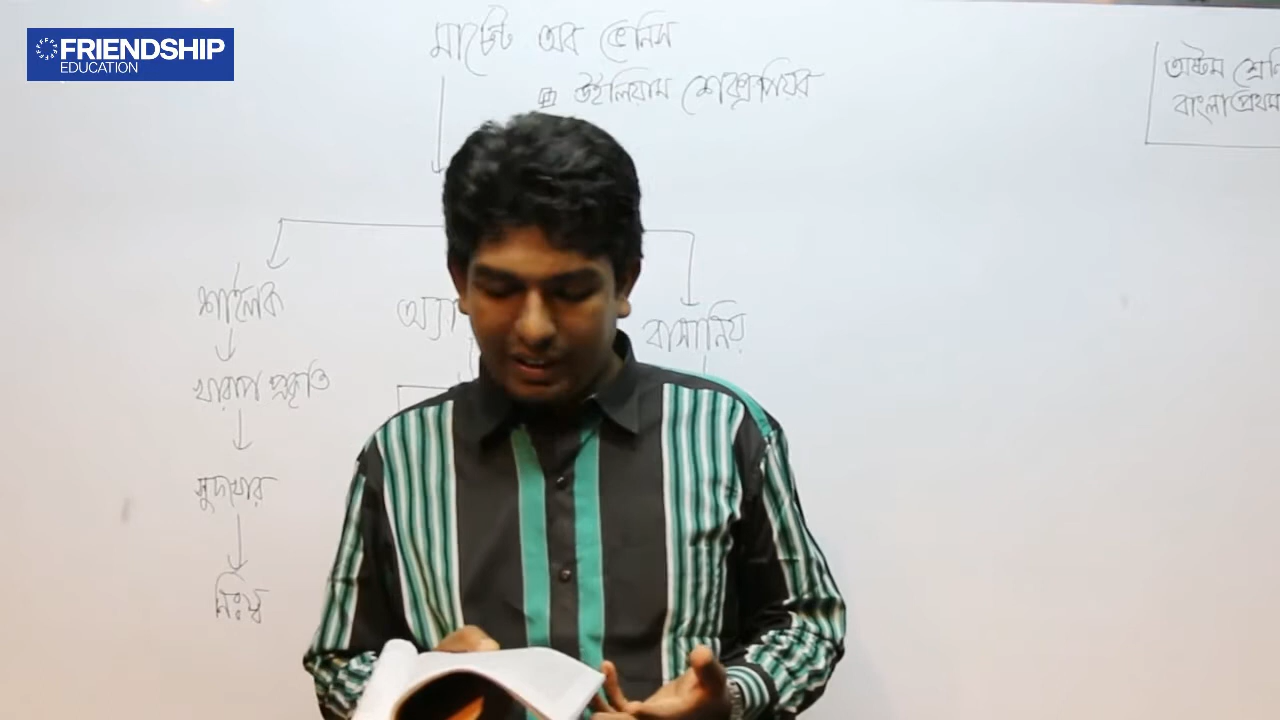 FRIENDSHIP
EDUCATION
মার্চেন্ট অব ভেনিস
উইলিয়াম শেক্সপিয়র
অষ্টম শ্রেণি
বাংলা প্রথম
শাইলক
অ্যা
বাসানিয়
খারাপ প্রকৃতি
সুদখোর
নিঃস্ব